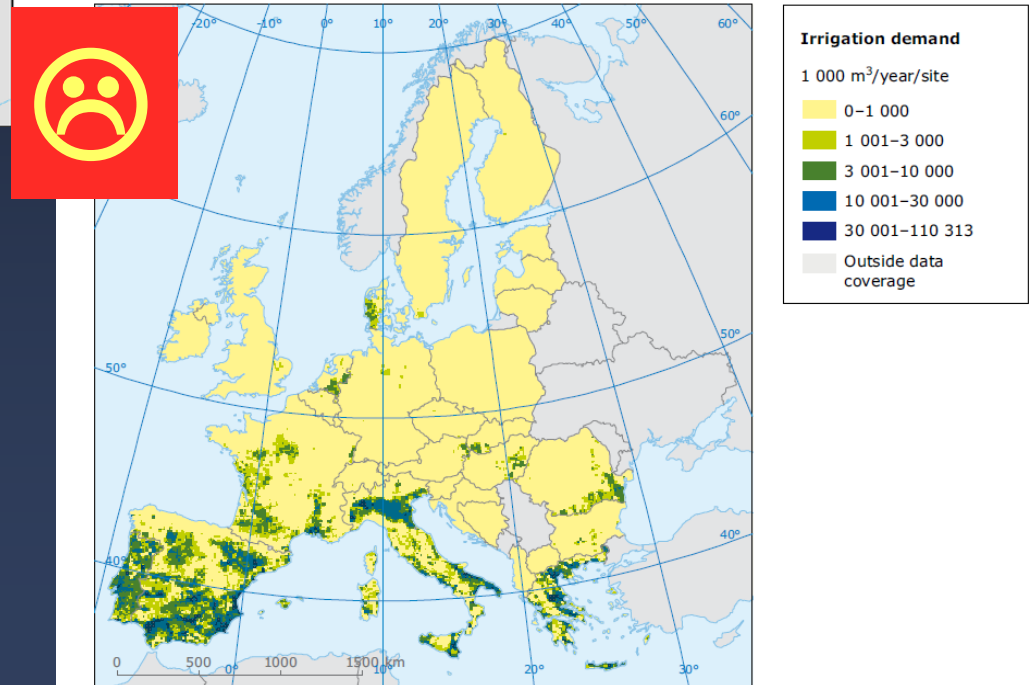 -20° -10° 0° 10° 20° 30° 40° 50° 60°
60°
50° 50°
40° 40°
0 500 1000 1500 km
0° 10° 20° 30°
Irrigation demand
1 000 m³/year/site
0–1 000
1 001–3 000
3 001–10 000
10 001–30 000
30 001–110 313
Outside data
coverage